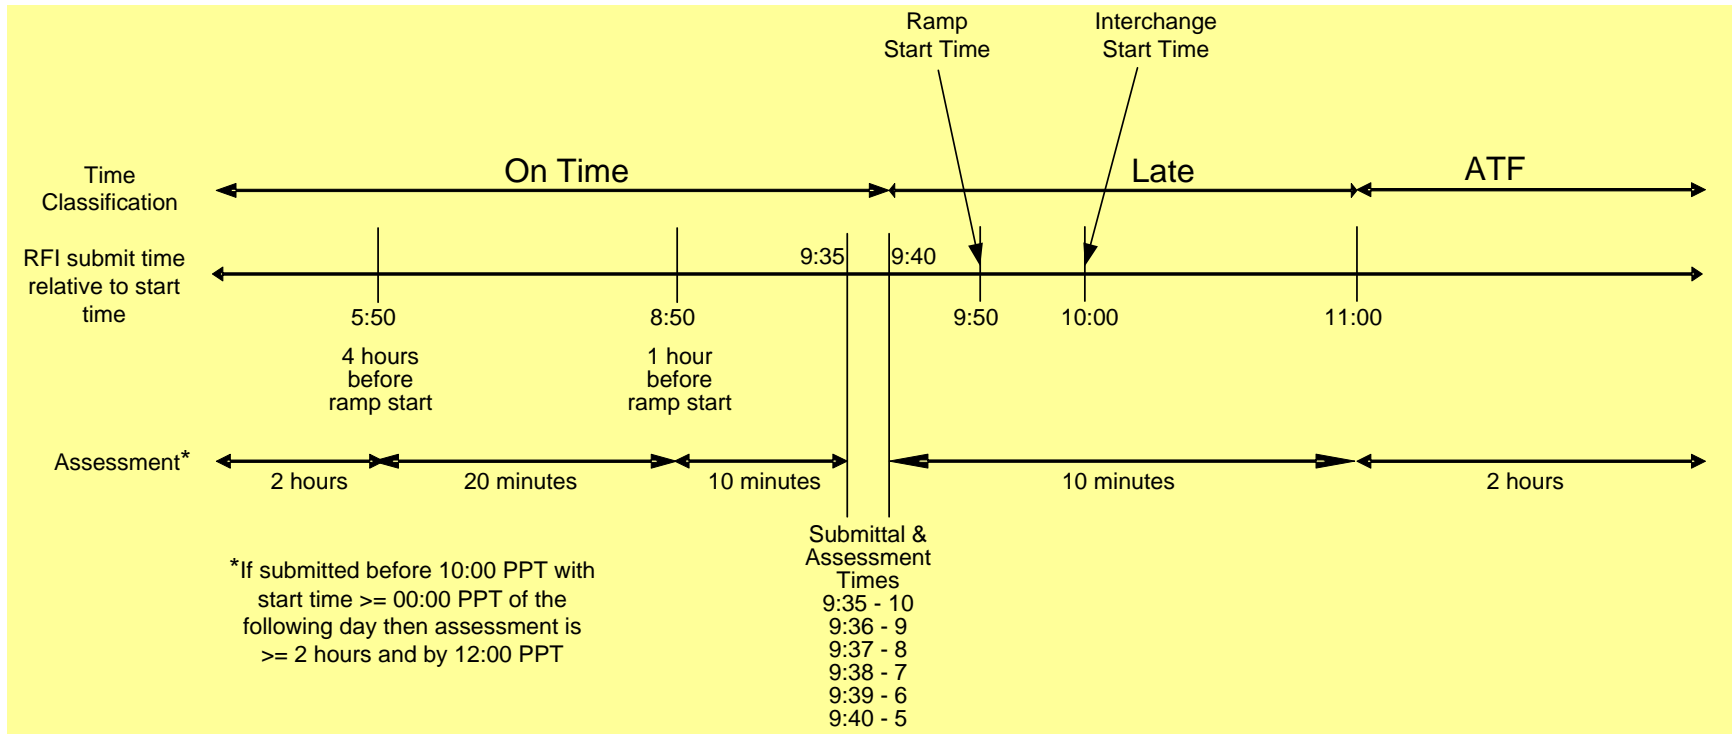 Ramp
Start Time
Interchange
Start Time
Time
Classification
On Time
Late
ATF
RFI submit time
relative to start
time
9:35
9:40
5:50
8:50
9:50
10:00
11:00
4 hours
before
ramp start
1 hour
before
ramp start
Assessment*
2 hours
20 minutes
10 minutes
10 minutes
2 hours
*If submitted before 10:00 PPT with
start time >= 00:00 PPT of the
following day then assessment is
>= 2 hours and by 12:00 PPT
Submittal &
Assessment
Times
9:35 - 10
9:36 - 9
9:37 - 8
9:38 - 7
9:39 - 6
9:40 - 5